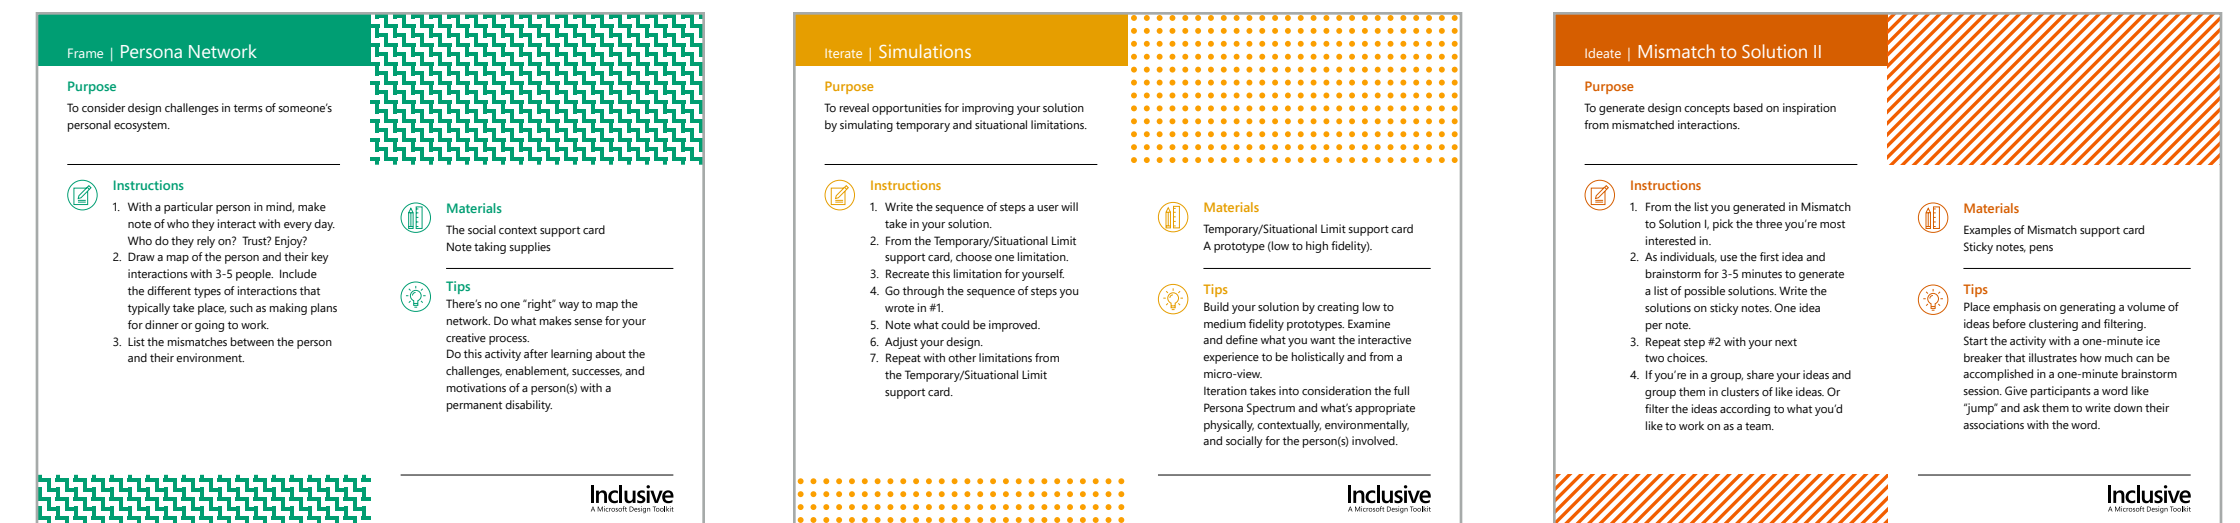 Frame | Persona Network
Purpose
To consider design challenges in terms of someone's
personal ecosystem.
Instructions
1. With a particular person in mind, make
note of who they interact with every day.
Who do they rely on? Trust? Enjoy?
2. Draw a map of the person and their key
interactions with 3-5 people. Include
the different types of interactions that
typically take place, such as making plans
for dinner or going to work.
3. List the mismatches between the person
and their environment.
Materials
The social context support card
Note taking supplies
Tips
There's no one “right” way to map the
network. Do what makes sense for your
creative process.
Do this activity after learning about the
challenges, enablement, successes, and
motivations of a person(s) with a
permanent disability.
Inclusive
A Microsoft Design Toolkit
Iterate | Simulations
Purpose
To reveal opportunities for improving your solution
by simulating temporary and situational limitations.
Instructions
1. Write the sequence of steps a user will
take in your solution.
2. From the Temporary/Situational Limit
support card, choose one limitation.
3. Recreate this limitation for yourself.
4. Go through the sequence of steps you
wrote in #1.
5. Note what could be improved.
6. Adjust your design.
7. Repeat with other limitations from
the Temporary/Situational Limit
support card.
Materials
Temporary/Situational Limit support card
A prototype (low to high fidelity).
Tips
Build your solution by creating low to
medium fidelity prototypes. Examine
and define what you want the interactive
experience to be holistically and from a
micro-view.
Iteration takes into consideration the full
Persona Spectrum and what's appropriate
physically, contextually, environmentally,
and socially for the person(s) involved.
Inclusive
A Microsoft Design Toolkit
Ideate | Mismatch to Solution II
Purpose
To generate design concepts based on inspiration
from mismatched interactions.
Instructions
1. From the list you generated in Mismatch
to Solution I, pick the three you're most
interested in.
2. As individuals, use the first idea and
brainstorm for 3-5 minutes to generate
a list of possible solutions. Write the
solutions on sticky notes. One idea
per note.
3. Repeat step #2 with your next
two choices.
4. If you're in a group, share your ideas and
group them in clusters of like ideas. Or
filter the ideas according to what you'd
like to work on as a team.
Materials
Examples of Mismatch support card
Sticky notes, pens
Tips
Place emphasis on generating a volume of
ideas before clustering and filtering.
Start the activity with a one-minute ice
breaker that illustrates how much can be
accomplished in a one-minute brainstorm
session. Give participants a word like
“jump” and ask them to write down their
associations with the word.
Inclusive
A Microsoft Design Toolkit